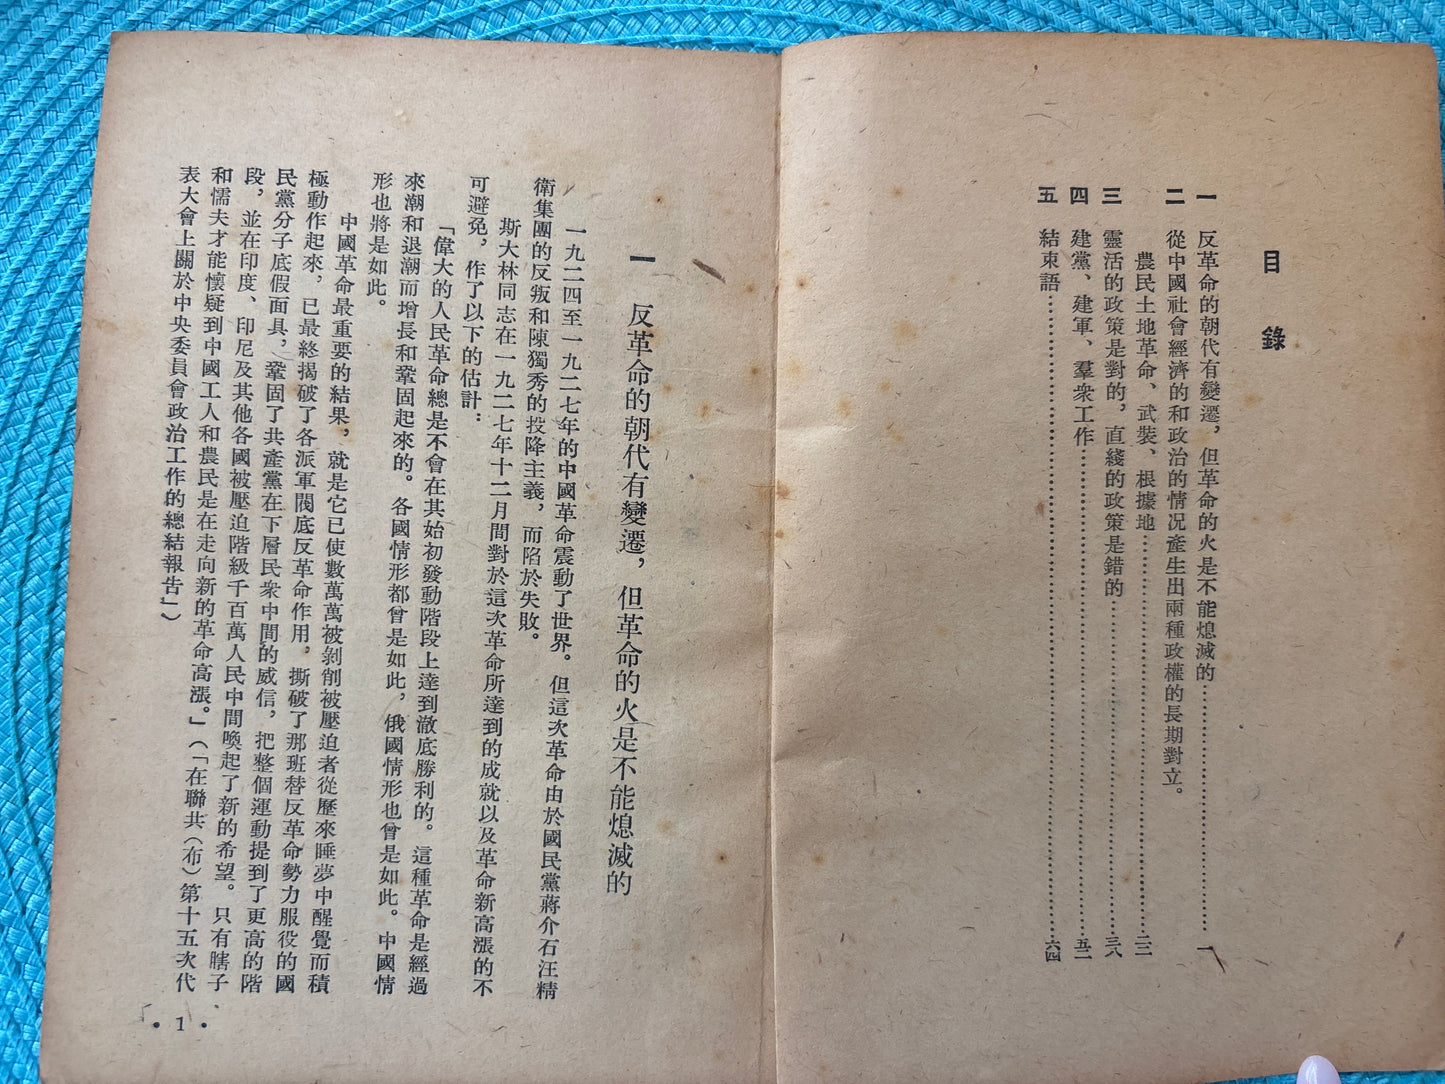 目錄
一 反革命的朝代有變遷，但革命的火是不能熄滅的……………一
二 從中國社會經濟的和政治的情況產生出兩種政權的長期對立。
農民土地革命、武裝、根據地……………二二
三 靈活的政策是對的，直綫的政策是錯的……………三八
四 建黨、建軍、羣衆工作……………五二
五 結束語……………六四
一 反革命的朝代有變遷，但革命的火是不能熄滅的
一九二四至一九二七年的中國革命震動了世界。但這次革命由於國民黨蔣介石汪精
衛集團的反叛和陳獨秀的投降主義，而陷於失敗。
斯大林同志在一九二七年十二月間對於這次革命所達到的成就以及革命新高漲的不
可避免，作了以下的估計：
「偉大的人民革命總是不會在其始初發動階段上達到澈底勝利的。這種革命是經過
來潮和退潮而增長和鞏固起來的。各國情形都曾是如此，俄國情形也曾是如此。中國情
形也將是如此。
中國革命最重要的結果，就是它已使數萬萬被剝削被壓迫者從歷來睡夢中醒覺而積
極動作起來，已最終揭破了各派軍閥底反革命作用，撕破了那班替反革命勢力服役的國
民黨分子底假面具，鞏固了共產黨在下層民衆中間的威信，把整個運動提到了更高的階
段，並在印度、印尼及其他各國被壓迫階級千百萬人民中間喚起了新的希望。只有瞎子
和懦夫才能懷疑到中國工人和農民是在走向新的革命高漲。」（「在聯共（布）第十五次代
表大會上關於中央委員會政治工作的總結報告」）
• 1 •